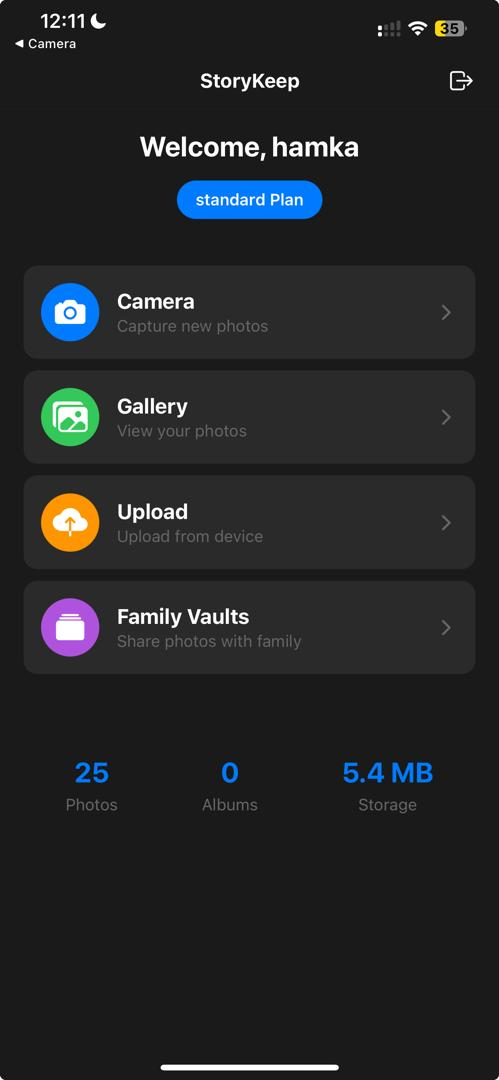 12:11
35
◀ Camera
StoryKeep
Welcome, hamka
standard Plan
Camera
Capture new photos
Gallery
View your photos
Upload
Upload from device
Family Vaults
Share photos with family
25 0 5.4 MB
Photos Albums Storage